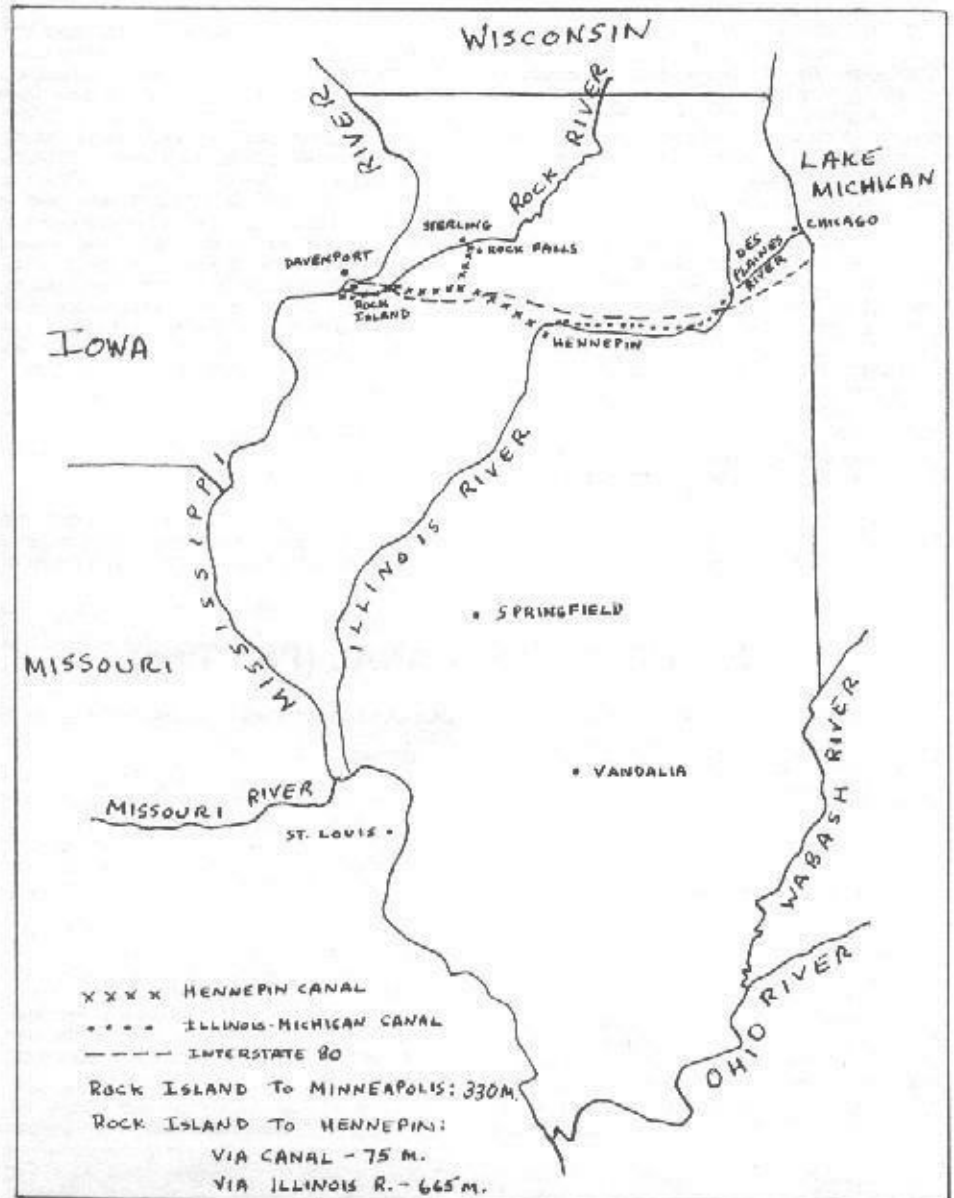 WISCONSIN
RIVER
ROCK RIVER
LAKE
MICHIGAN
CHICAGO
STERLING
ROCK FALLS
DES
PLAINES
RIVER
DAVENPORT
ROCK
ISLAND
HENNEPIN
IOWA
MISSISSIPPI
ILLINOIS RIVER
SPRINGFIELD
MISSOURI
VANDALIA
WABASH RIVER
MISSOURI RIVER
ST. LOUIS
OHIO RIVER
xxxx HENNEPIN CANAL
ILLINOIS-MICHIGAN CANAL
INTERSTATE 80
ROCK ISLAND TO MINNEAPOLIS: 330 M.
ROCK ISLAND TO HENNEPIN:
VIA CANAL - 75 M.
VIA ILLINOIS R. - 665 M.